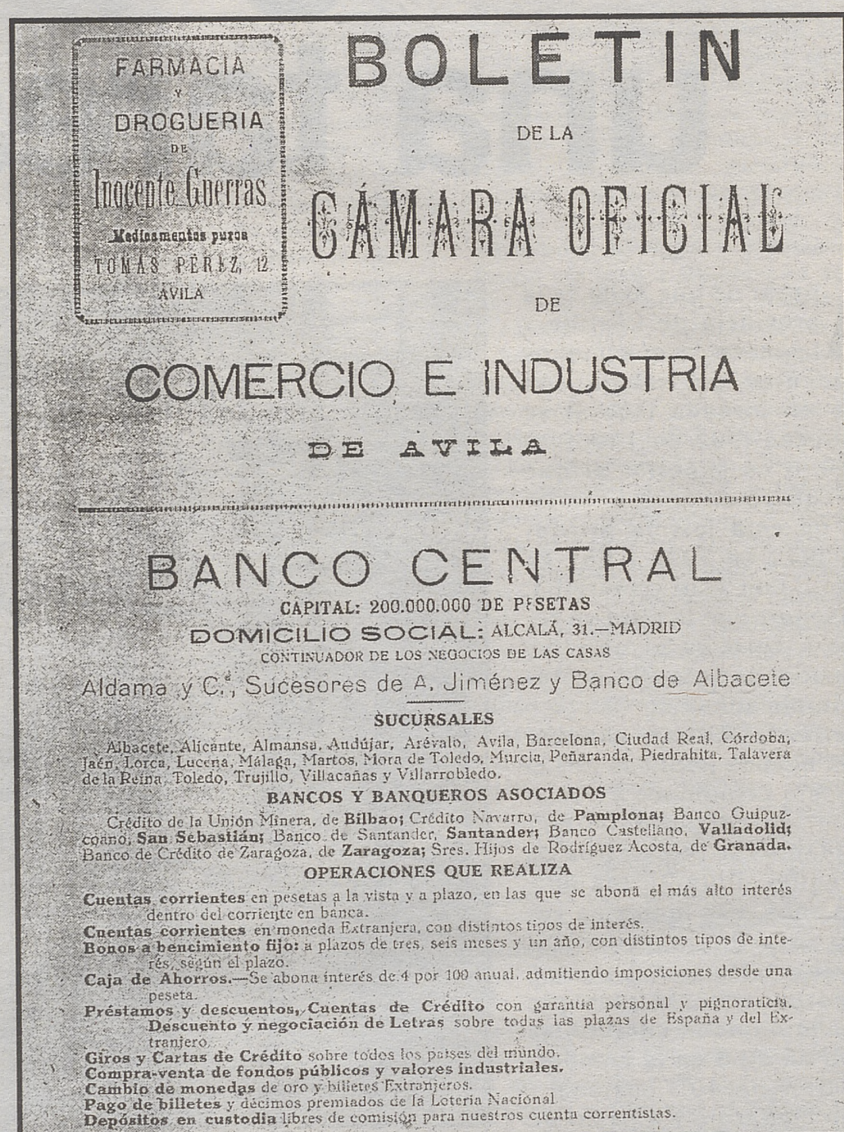 FARMACIA
Y
DROGUERIA
DE
Inocente Guerras
Medicamentos puros
TOMÁS PÉREZ, 12
ÁVILA
BOLETIN
DE LA
CÁMARA OFICIAL
DE
COMERCIO E INDUSTRIA
DE AVILA
BANCO CENTRAL
CAPITAL: 200.000.000 DE PESETAS
DOMICILIO SOCIAL: ALCALÁ, 31.—MADRID
CONTINUADOR DE LOS NEGOCIOS DE LAS CASAS
Aldama y C.ª, Sucesores de A. Jiménez y Banco de Albacete
SUCURSALES
Albacete, Alicante, Almansa, Andújar, Arévalo, Avila, Barcelona, Ciudad Real, Córdoba,
Jaén, Lorca, Lucena, Málaga, Martos, Mora de Toledo, Murcia, Peñaranda, Piedrahita, Talavera
de la Reina, Toledo, Trujillo, Villacañas y Villarrobledo.
BANCOS Y BANQUEROS ASOCIADOS
Crédito de la Unión Minera, de Bilbao; Crédito Navarro, de Pamplona; Banco Guipuz-
coano, San Sebastián; Banco de Santander, Santander; Banco Castellano, Valladolid;
Banco de Crédito de Zaragoza, de Zaragoza; Sres. Hijos de Rodríguez Acosta, de Granada.
OPERACIONES QUE REALIZA
Cuentas corrientes en pesetas a la vista y a plazo, en las que se abona el más alto interés
dentro del corriente en banca.
Cuentas corrientes en moneda Extranjera, con distintos tipos de interés.
Bonos a bencimiento fijo: a plazos de tres, seis meses y un año, con distintos tipos de inte-
rés, según el plazo.
Caja de Ahorros.—Se abona interés de 4 por 100 anual, admitiendo imposiciones desde una
peseta.
Préstamos y descuentos, Cuentas de Crédito con garantía personal y pignoraticia.
Descuento y negociación de Letras sobre todas las plazas de España y del Ex-
tranjero.
Giros y Cartas de Crédito sobre todos los países del mundo.
Compra-venta de fondos públicos y valores industriales.
Cambio de monedas de oro y billetes Extranjeros.
Pago de billetes y décimos premiados de la Lotería Nacional
Depósitos en custodia libres de comisión para nuestros cuenta correntistas.